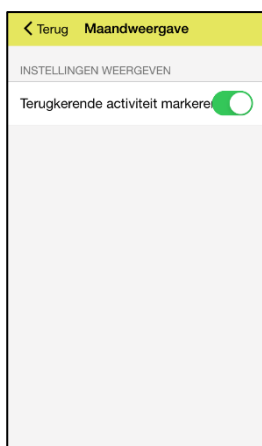 Terug Maandweergave
INSTELLINGEN WEERGEVEN
Terugkerende activiteit markere